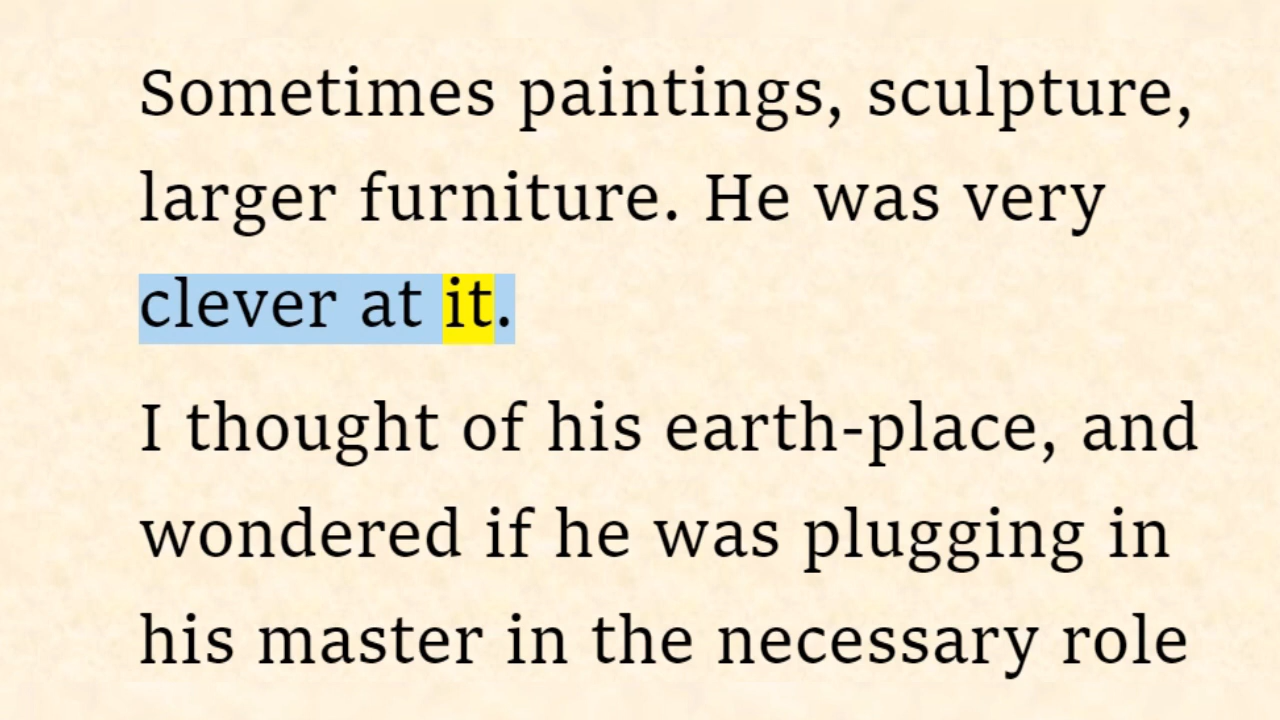 Sometimes paintings, sculpture,
larger furniture. He was very
clever at it.
I thought of his earth-place, and
wondered if he was plugging in
his master in the necessary role